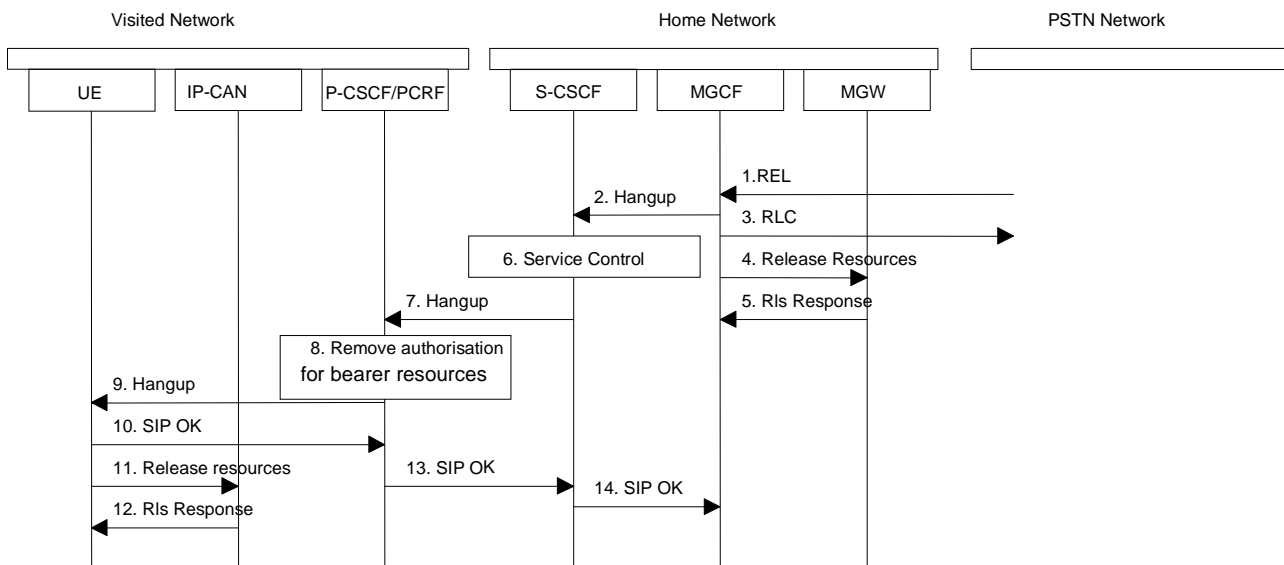 Visited Network
Home Network
PSTN Network
UE
IP-CAN
P-CSCF/PCRF
S-CSCF
MGCF
MGW
1.REL
2. Hangup
3. RLC
6. Service Control
4. Release Resources
7. Hangup
5. Rls Response
8. Remove authorisation
for bearer resources
9. Hangup
10. SIP OK
11. Release resources
13. SIP OK
14. SIP OK
12. Rls Response